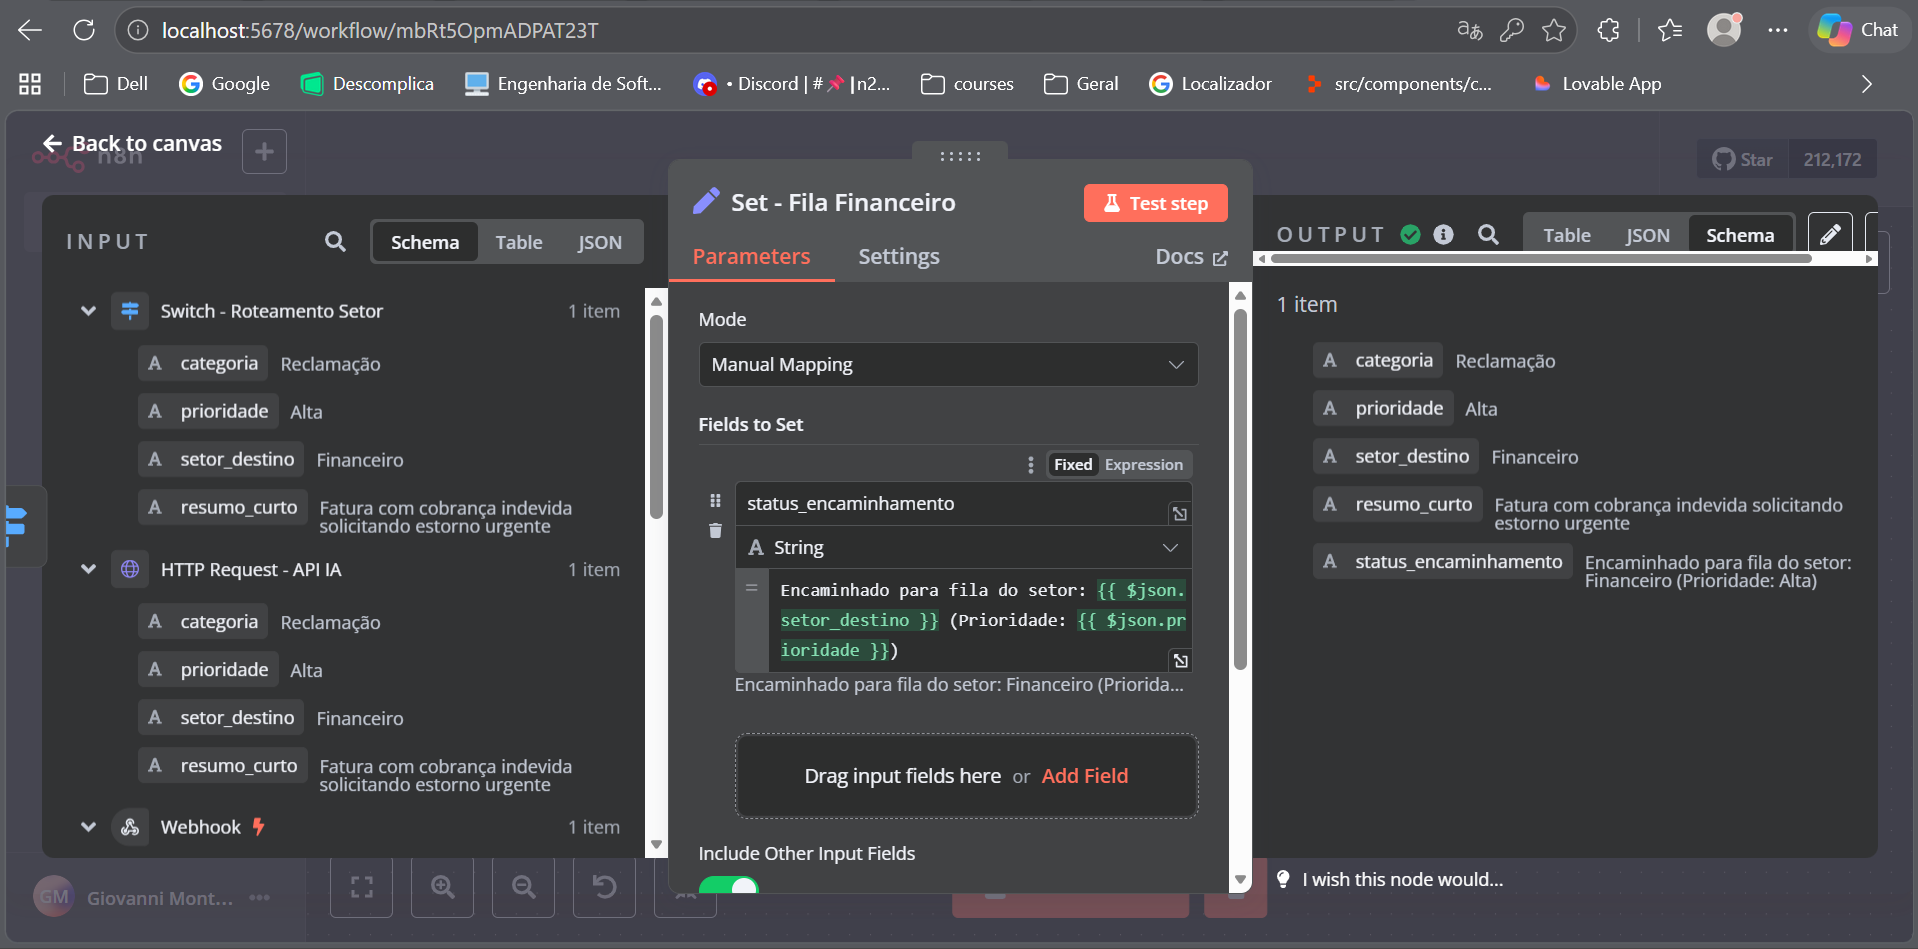 localhost:5678/workflow/mbRt5OpmADPAT23T
Chat
Dell
Google
Descomplica
Engenharia de Soft...
• Discord | #📌|n2...
courses
Geral
Localizador
src/components/c...
Lovable App
Back to canvas
n8n
Star
212,172
INPUT
Schema
Table
JSON
Switch - Roteamento Setor
1 item
A categoria Reclamação
A prioridade Alta
A setor_destino Financeiro
A resumo_curto Fatura com cobrança indevida
solicitando estorno urgente
HTTP Request - API IA
1 item
A categoria Reclamação
A prioridade Alta
A setor_destino Financeiro
A resumo_curto Fatura com cobrança indevida
solicitando estorno urgente
Webhook
1 item
Set - Fila Financeiro
Test step
Parameters
Settings
Docs
Mode
Manual Mapping
Fields to Set
Fixed Expression
status_encaminhamento
A String
= Encaminhado para fila do setor: {{ $json.
setor_destino }} (Prioridade: {{ $json.pr
ioridade }})
Encaminhado para fila do setor: Financeiro (Priorida...
Drag input fields here or Add Field
Include Other Input Fields
OUTPUT
Table
JSON
Schema
1 item
A categoria Reclamação
A prioridade Alta
A setor_destino Financeiro
A resumo_curto Fatura com cobrança indevida solicitando
estorno urgente
A status_encaminhamento Encaminhado para fila do setor:
Financeiro (Prioridade: Alta)
GM
Giovanni Mont...
I wish this node would...